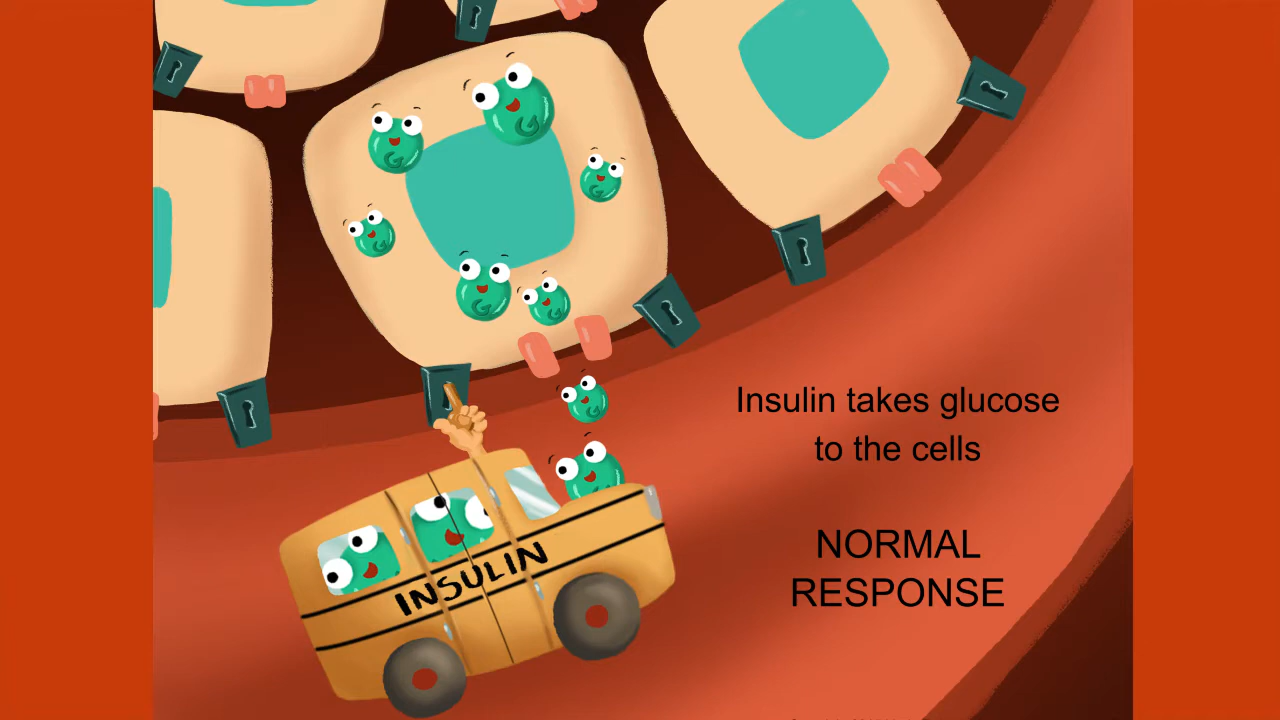 G
G
G
G
G
G
G
G
INSULIN
Insulin takes glucose
to the cells
NORMAL
RESPONSE